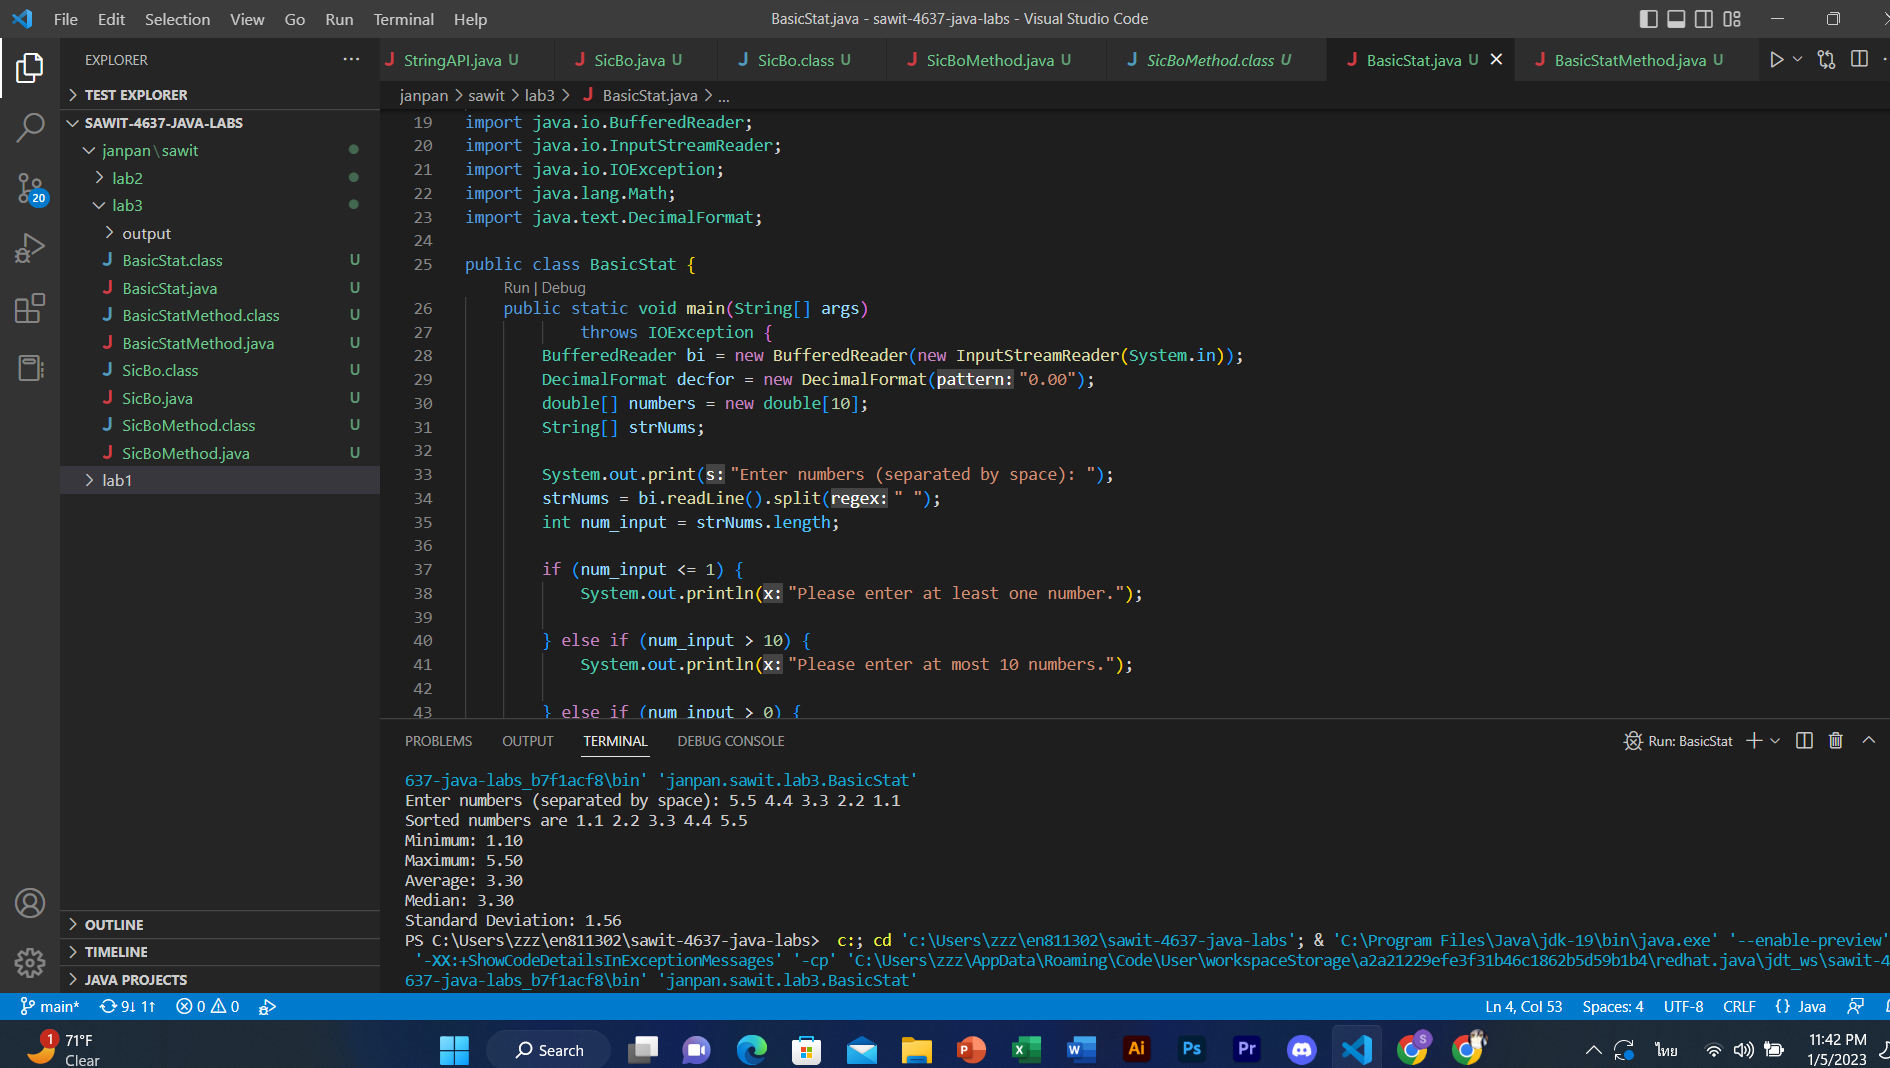 File Edit Selection View Go Run Terminal Help
BasicStat.java - sawit-4637-java-labs - Visual Studio Code
EXPLORER
TEST EXPLORER
SAWIT-4637-JAVA-LABS
janpan\sawit
lab2
lab3
output
BasicStat.class U
BasicStat.java U
BasicStatMethod.class U
BasicStatMethod.java U
SicBo.class U
SicBo.java U
SicBoMethod.class U
SicBoMethod.java U
lab1
OUTLINE
TIMELINE
JAVA PROJECTS
20
StringAPI.java U SicBo.java U SicBo.class U SicBoMethod.java U SicBoMethod.class U BasicStat.java U BasicStatMethod.java U
janpan > sawit > lab3 > BasicStat.java > ...
19 import java.io.BufferedReader;
20 import java.io.InputStreamReader;
21 import java.io.IOException;
22 import java.lang.Math;
23 import java.text.DecimalFormat;
24
25 public class BasicStat {
Run | Debug
26 public static void main(String[] args)
27 throws IOException {
28 BufferedReader bi = new BufferedReader(new InputStreamReader(System.in));
29 DecimalFormat decfor = new DecimalFormat(pattern: "0.00");
30 double[] numbers = new double[10];
31 String[] strNums;
32
33 System.out.print(s: "Enter numbers (separated by space): ");
34 strNums = bi.readLine().split(regex: " ");
35 int num_input = strNums.length;
36
37 if (num_input <= 1) {
38 System.out.println(x: "Please enter at least one number.");
39
40 } else if (num_input > 10) {
41 System.out.println(x: "Please enter at most 10 numbers.");
42
43 } else if (num_input > 0) {
PROBLEMS OUTPUT TERMINAL DEBUG CONSOLE
Run: BasicStat
637-java-labs_b7f1acf8\bin' 'janpan.sawit.lab3.BasicStat'
Enter numbers (separated by space): 5.5 4.4 3.3 2.2 1.1
Sorted numbers are 1.1 2.2 3.3 4.4 5.5
Minimum: 1.10
Maximum: 5.50
Average: 3.30
Median: 3.30
Standard Deviation: 1.56
PS C:\Users\zzz\en811302\sawit-4637-java-labs> c:; cd 'c:\Users\zzz\en811302\sawit-4637-java-labs'; & 'C:\Program Files\Java\jdk-19\bin\java.exe' '--enable-preview'
'-XX:+ShowCodeDetailsInExceptionMessages' '-cp' 'C:\Users\zzz\AppData\Roaming\Code\User\workspaceStorage\a2a21229efe3f31b46c1862b5d59b1b4\redhat.java\jdt_ws\sawit-4
637-java-labs_b7f1acf8\bin' 'janpan.sawit.lab3.BasicStat'
main* 9↓ 1↑ 0 0
Ln 4, Col 53 Spaces: 4 UTF-8 CRLF {} Java
1
71°F
Clear
Search
P
X
W
Ai
Ps
Pr
S
ไทย
11:42 PM
1/5/2023